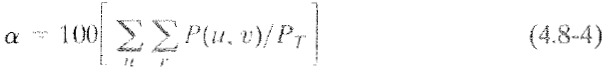 α = 100[ ∑_u ∑_v P(u, v)/P_T ] (4.8-4)